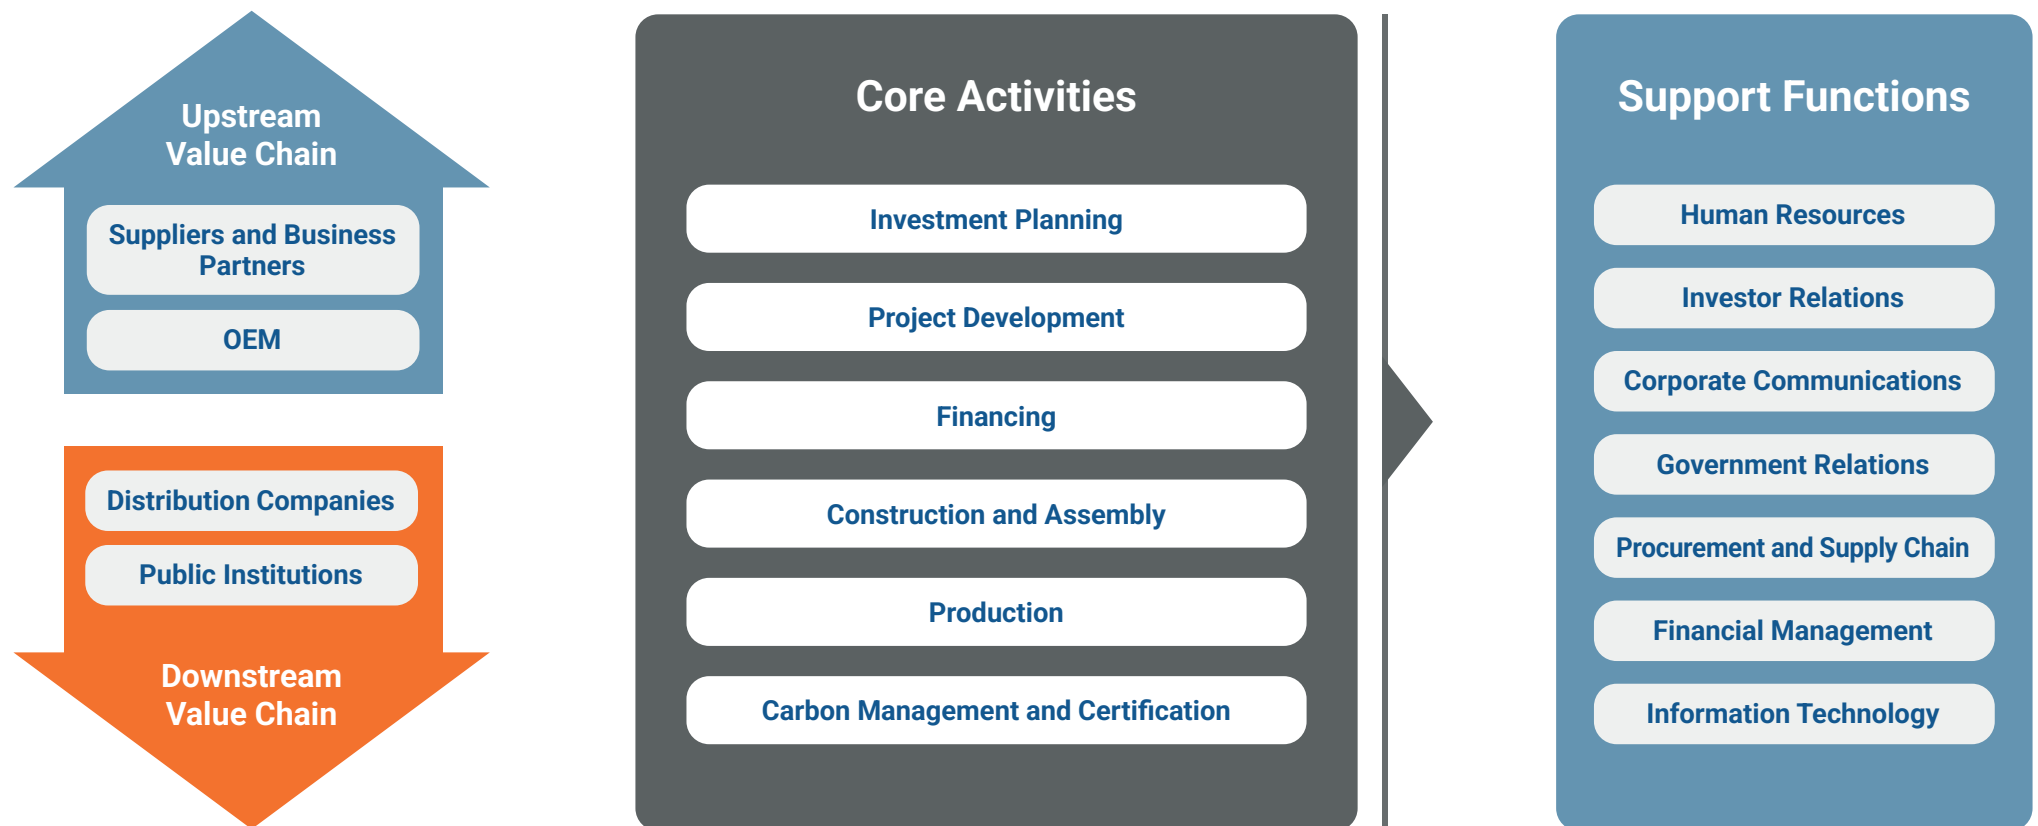 Upstream
Value Chain
Suppliers and Business
Partners
OEM
Distribution Companies
Public Institutions
Downstream
Value Chain
Core Activities
Investment Planning
Project Development
Financing
Construction and Assembly
Production
Carbon Management and Certification
Support Functions
Human Resources
Investor Relations
Corporate Communications
Government Relations
Procurement and Supply Chain
Financial Management
Information Technology